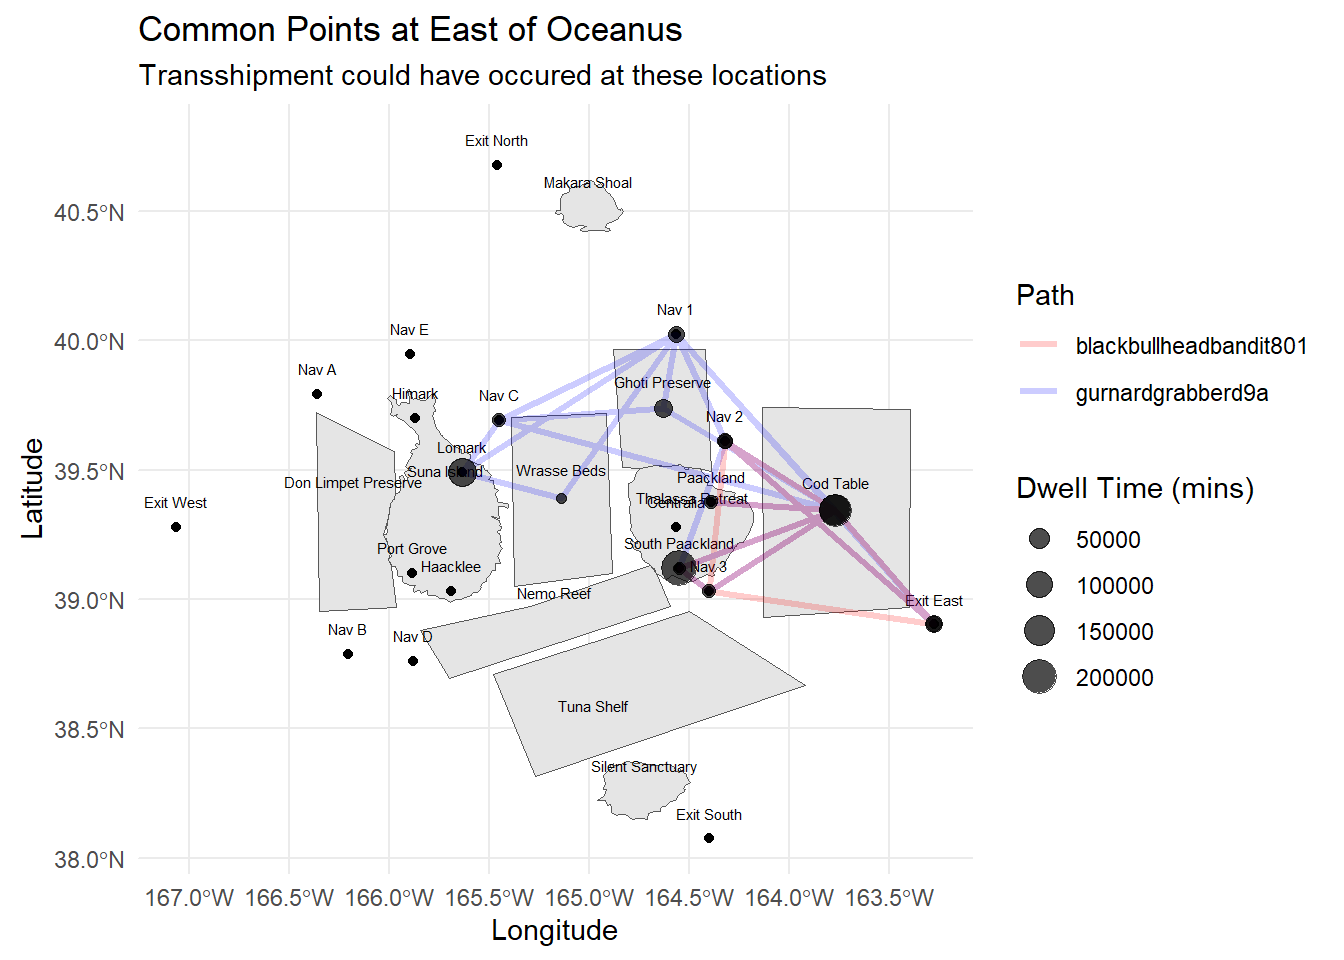 Common Points at East of Oceanus
Transshipment could have occured at these locations
Exit North
Makara Shoal
40.5°N
Nav 1
40.0°N
Nav E
Nav A
Ghoti Preserve
Himark
Nav C
Nav 2
Lomark
39.5°N
Suna Island
Wrasse Beds
Paackland
Don Limpet Preserve
Cod Table
Thalassa Retreat
Exit West
Centralia
South Paackland
Port Grove
Haacklee
Nav 3
39.0°N
Nemo Reef
Exit East
Nav B
Nav D
Tuna Shelf
38.5°N
Silent Sanctuary
Exit South
38.0°N
167.0°W 166.5°W 166.0°W 165.5°W 165.0°W 164.5°W 164.0°W 163.5°W
Longitude
Latitude
Path
blackbullheadbandit801
gurnardgrabberd9a
Dwell Time (mins)
50000
100000
150000
200000